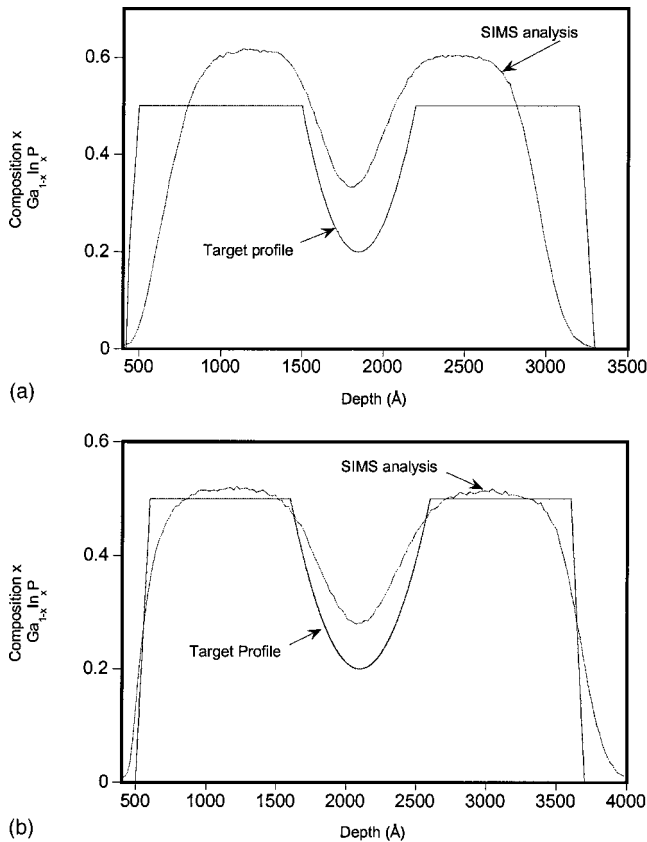 0.6
0.4
0.2
0
Composition x
Ga1-x InxP
SIMS analysis
Target profile
500 1000 1500 2000 2500 3000 3500
Depth (Å)
(a)
0.6
0.4
0.2
0
Composition x
Ga1-x InxP
SIMS analysis
Target Profile
500 1000 1500 2000 2500 3000 3500 4000
Depth (Å)
(b)